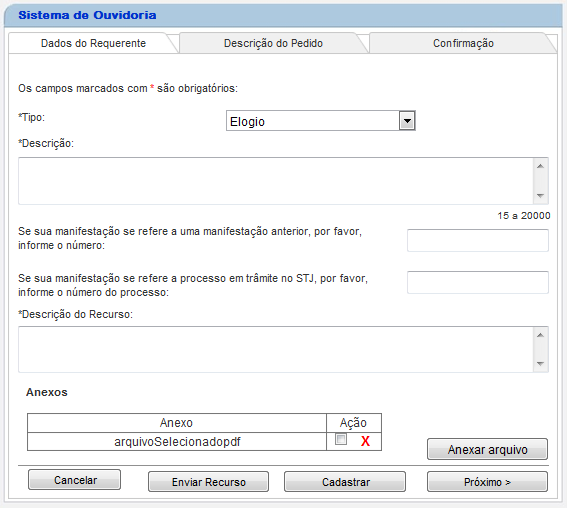 Sistema de Ouvidoria
Dados do Requerente
Descrição do Pedido
Confirmação
Os campos marcados com * são obrigatórios:
*Tipo:
Elogio
*Descrição:
15 a 20000
Se sua manifestação se refere a uma manifestação anterior, por favor,
informe o número:
Se sua manifestação se refere a processo em trâmite no STJ, por favor,
informe o número do processo:
*Descrição do Recurso:
Anexos
Anexo Ação
arquivoSelecionadopdf X
Anexar arquivo
Cancelar
Enviar Recurso
Cadastrar
Próximo >